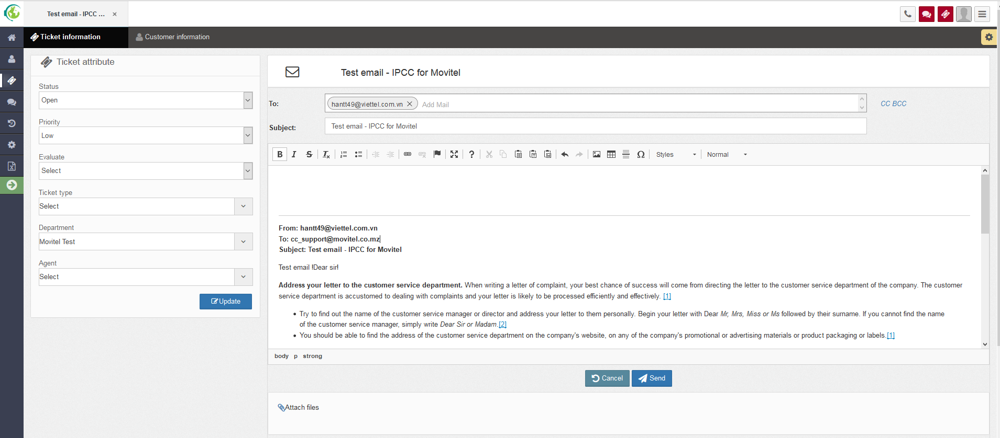 Test email - IPCC ...
Ticket information
Customer information
Ticket attribute
Status
Open
Priority
Low
Evaluate
Select
Ticket type
Select
Department
Movitel Test
Agent
Select
Update
Test email - IPCC for Movitel
To:
hantt49@viettel.com.vn
Add Mail
CC BCC
Subject:
Test email - IPCC for Movitel
Styles
Normal
From: hantt49@viettel.com.vn
To: cc_support@movitel.co.mz
Subject: Test email - IPCC for Movitel
Test email !Dear sir!
Address your letter to the customer service department. When writing a letter of complaint, your best chance of success will come from directing the letter to the customer service department of the company. The customer
service department is accustomed to dealing with complaints and your letter is likely to be processed efficiently and effectively. [1]
• Try to find out the name of the customer service manager or director and address your letter to them personally. Begin your letter with Dear Mr, Mrs, Miss or Ms followed by their surname. If you cannot find the name
of the customer service manager, simply write Dear Sir or Madam.[2]
• You should be able to find the address of the customer service department on the company's website, on any of the company's promotional or advertising materials or product packaging or labels.[1]
body p strong
Cancel
Send
Attach files